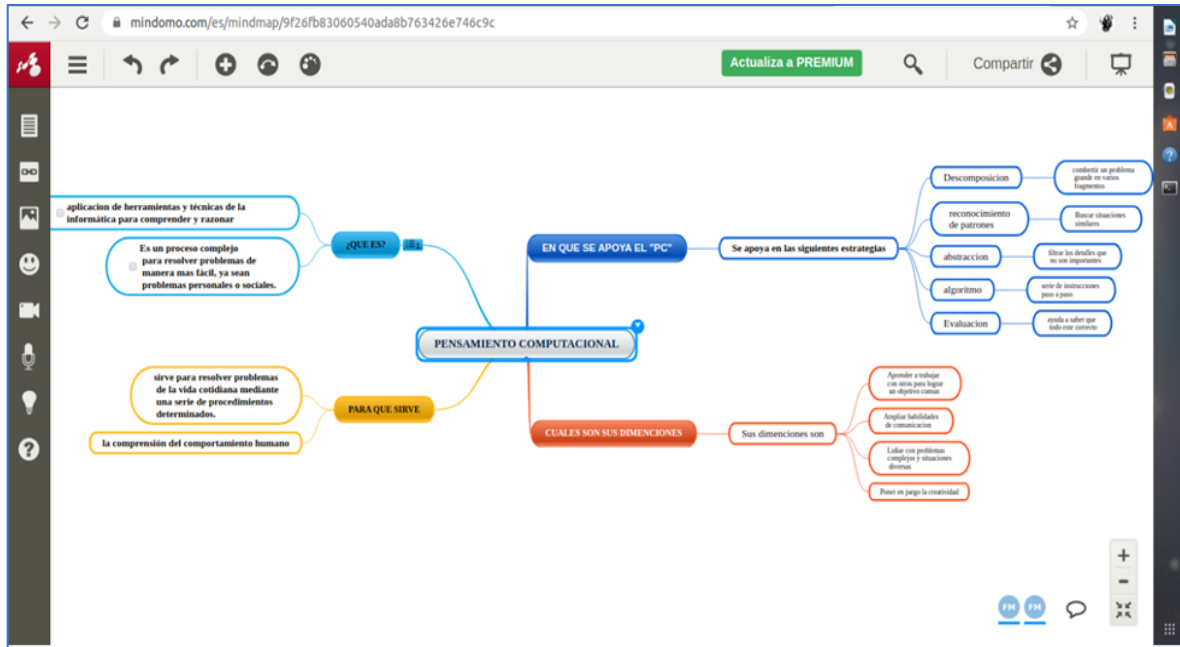 mindomo.com/es/mindmap/9f26fb83060540ada8b763426e746c9c
Actualiza a PREMIUM
Compartir
PENSAMIENTO COMPUTACIONAL
¿QUE ES?
1
aplicacion de herramientas y técnicas de la
informática para comprender y razonar
Es un proceso complejo
para resolver problemas de
manera mas fácil, ya sean
problemas personales o sociales.
PARA QUE SIRVE
sirve para resolver problemas
de la vida cotidiana mediante
una serie de procedimientos
determinados.
la comprensión del comportamiento humano
EN QUE SE APOYA EL "PC"
Se apoya en las siguientes estrategias
Descomposicion
combertir un problema
grande en varios
fragmentos
reconocimiento
de patrones
Buscar situaciones
similares
abstraccion
filtrar los detalles que
no son importantes
algoritmo
serie de instrucciones
paso a paso
Evaluacion
ayuda a saber que
todo este correcto
CUALES SON SUS DIMENCIONES
Sus dimenciones son
Aprender a trabajar
con otros para lograr
un objetivo comun
Ampliar habilidades
de comunicacion
Lidiar con problemas
complejos y situaciones
diversas
Poner en juego la creatividad
FM FM